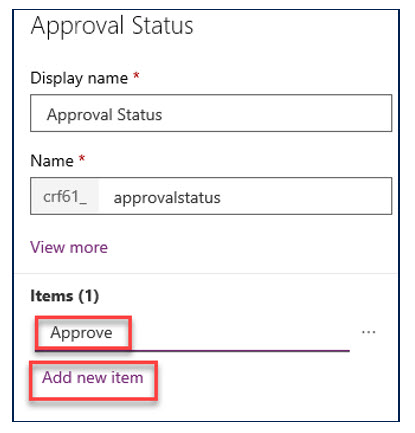 Approval Status
Display name *
Approval Status
Name *
crf61_ approvalstatus
View more
Items (1)
Approve ...
Add new item